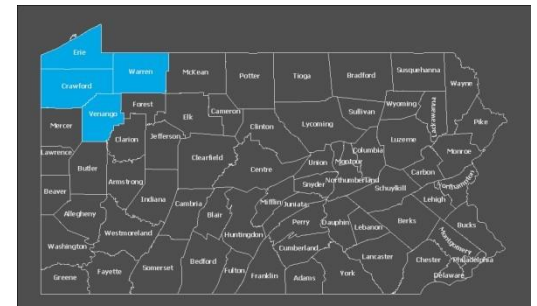 Erie
Warren
McKean
Potter
Tioga
Bradford
Susquehanna
Wayne
Crawford
Venango
Forest
Elk
Cameron
Clinton
Lycoming
Sullivan
Wyoming
Lackawanna
Pike
Mercer
Clarion
Jefferson
Clearfield
Centre
Union
Montour
Columbia
Luzerne
Monroe
Lawrence
Butler
Armstrong
Indiana
Cambria
Blair
Huntingdon
Mifflin
Juniata
Snyder
Northumberland
Schuylkill
Carbon
Northampton
Lehigh
Beaver
Allegheny
Westmoreland
Perry
Dauphin
Lebanon
Berks
Bucks
Montgomery
Philadelphia
Washington
Greene
Fayette
Somerset
Bedford
Fulton
Franklin
Cumberland
Adams
York
Lancaster
Chester
Delaware